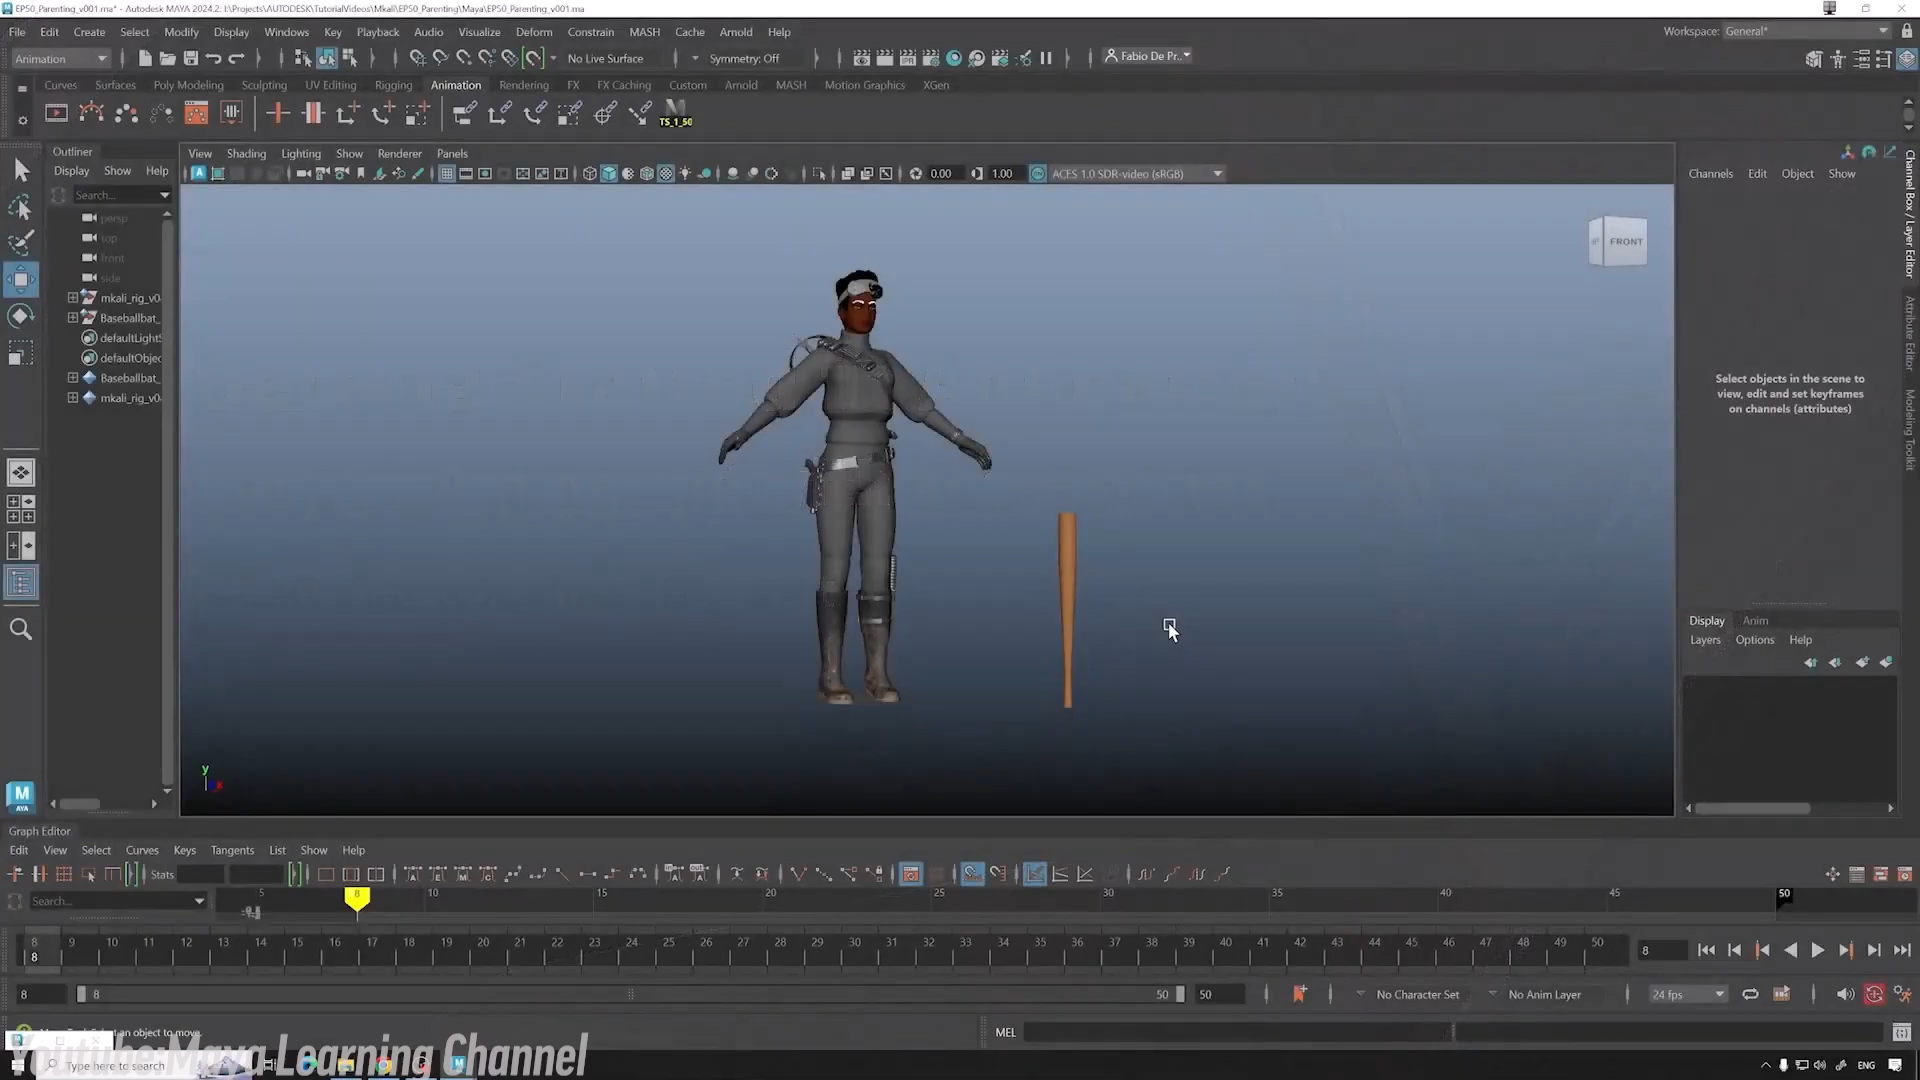 EP50_Parenting_v001.ma* - Autodesk MAYA 2024.2: I:\Projects\AUTODESK\TutorialVideos\Mkali\EP50_Parenting\Maya\EP50_Parenting_v001.ma
File Edit Create Select Modify Display Windows Key Playback Audio Visualize Deform Constrain MASH Cache Arnold Help
Workspace: General*
Animation No Live Surface Symmetry: Off Fabio De Pr..
Curves Surfaces Poly Modeling Sculpting UV Editing Rigging Animation Rendering FX FX Caching Custom Arnold MASH Motion Graphics XGen
TS_1_50
Outliner
Display Show Help
Search...
persp
top
front
side
mkali_rig_v0
Baseballbat_
defaultLightS
defaultObjec
Baseballbat_
mkali_rig_v0
View Shading Lighting Show Renderer Panels
0.00 1.00 ACES 1.0 SDR-video (sRGB)
FRONT
y
Channels Edit Object Show
Select objects in the scene to
view, edit and set keyframes
on channels (attributes)
Channel Box / Layer Editor
Attribute Editor
Modeling Toolkit
Display Anim
Layers Options Help
M
AYA
Graph Editor
Edit View Select Curves Keys Tangents List Show Help
Stats
Search...
5 8 10 15 20 25 30 35 40 45 50
8 9 10 11 12 13 14 15 16 17 18 19 20 21 22 23 24 25 26 27 28 29 30 31 32 33 34 35 36 37 38 39 40 41 42 43 44 45 46 47 48 49 50
8
8
8 8 50 50 No Character Set No Anim Layer 24 fps
an object to move.
MEL
Youtube:Maya Learning Channel
Type here to search
ENG